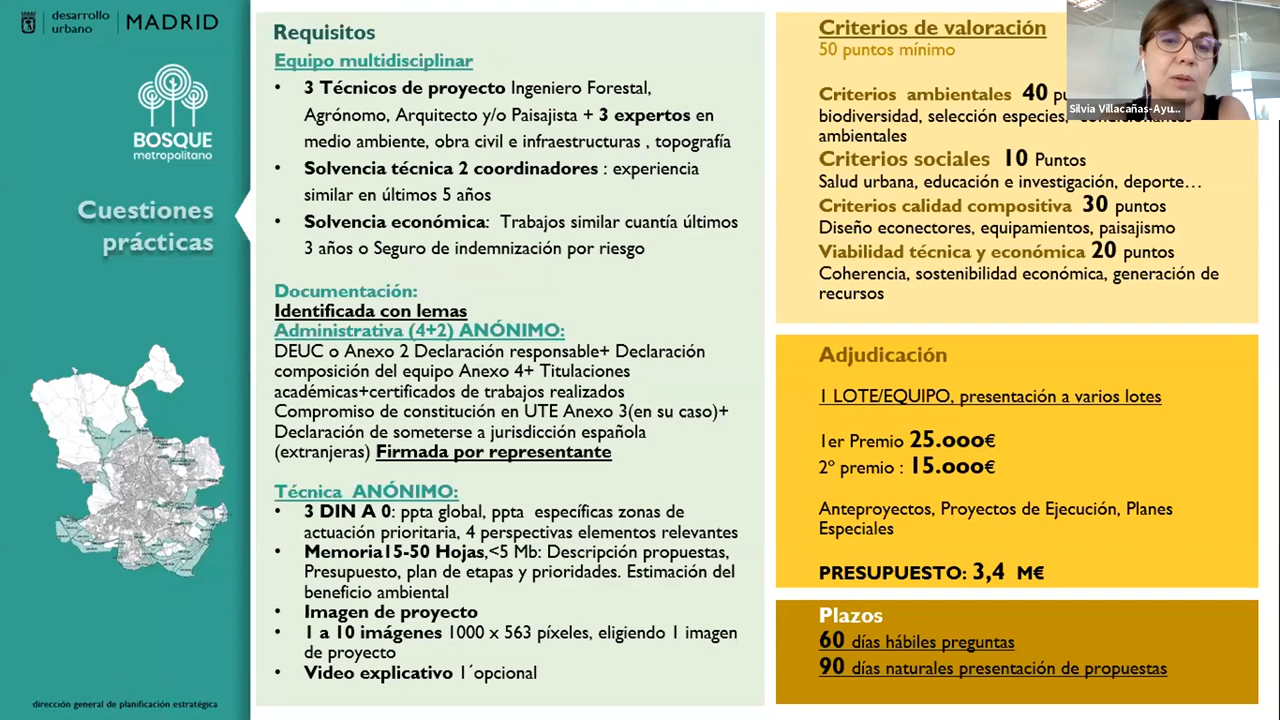 desarrollo
urbano
MADRID
BOSQUE
metropolitano
Cuestiones
prácticas
dirección general de planificación estratégica
Requisitos
Equipo multidisciplinar
• 3 Técnicos de proyecto Ingeniero Forestal,
Agrónomo, Arquitecto y/o Paisajista + 3 expertos en
medio ambiente, obra civil e infraestructuras , topografía
• Solvencia técnica 2 coordinadores : experiencia
similar en últimos 5 años
• Solvencia económica: Trabajos similar cuantía últimos
3 años o Seguro de indemnización por riesgo
Documentación:
Identificada con lemas
Administrativa (4+2) ANÓNIMO:
DEUC o Anexo 2 Declaración responsable+ Declaración
composición del equipo Anexo 4+ Titulaciones
académicas+certificados de trabajos realizados
Compromiso de constitución en UTE Anexo 3(en su caso)+
Declaración de someterse a jurisdicción española
(extranjeras) Firmada por representante
Técnica ANÓNIMO:
• 3 DIN A 0: ppta global, ppta específicas zonas de
actuación prioritaria, 4 perspectivas elementos relevantes
• Memoria15-50 Hojas,<5 Mb: Descripción propuestas,
Presupuesto, plan de etapas y prioridades. Estimación del
beneficio ambiental
• Imagen de proyecto
• 1 a 10 imágenes 1000 x 563 píxeles, eligiendo 1 imagen
de proyecto
• Video explicativo 1´opcional
Criterios de valoración
50 puntos mínimo
Criterios ambientales 40
biodiversidad, selección especies,
ambientales
Criterios sociales 10 Puntos
Salud urbana, educación e investigación, deporte…
Criterios calidad compositiva 30 puntos
Diseño econectores, equipamientos, paisajismo
Viabilidad técnica y económica 20 puntos
Coherencia, sostenibilidad económica, generación de
recursos
Silvia Villacañas-Ayu...
Adjudicación
1 LOTE/EQUIPO, presentación a varios lotes
1er Premio 25.000€
2º premio : 15.000€
Anteproyectos, Proyectos de Ejecución, Planes
Especiales
PRESUPUESTO: 3,4 M€
Plazos
60 días hábiles preguntas
90 días naturales presentación de propuestas